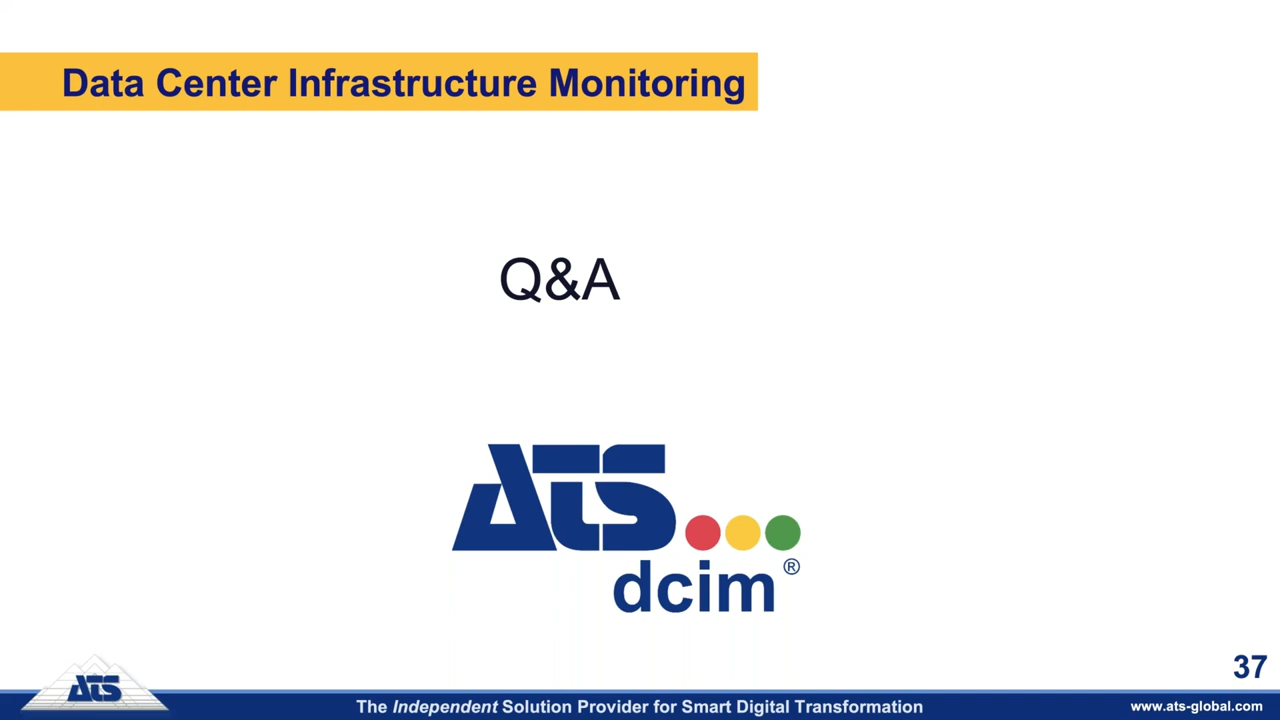 Data Center Infrastructure Monitoring
Q&A
ATS
dcim®
37
ATS
The Independent Solution Provider for Smart Digital Transformation
www.ats-global.com